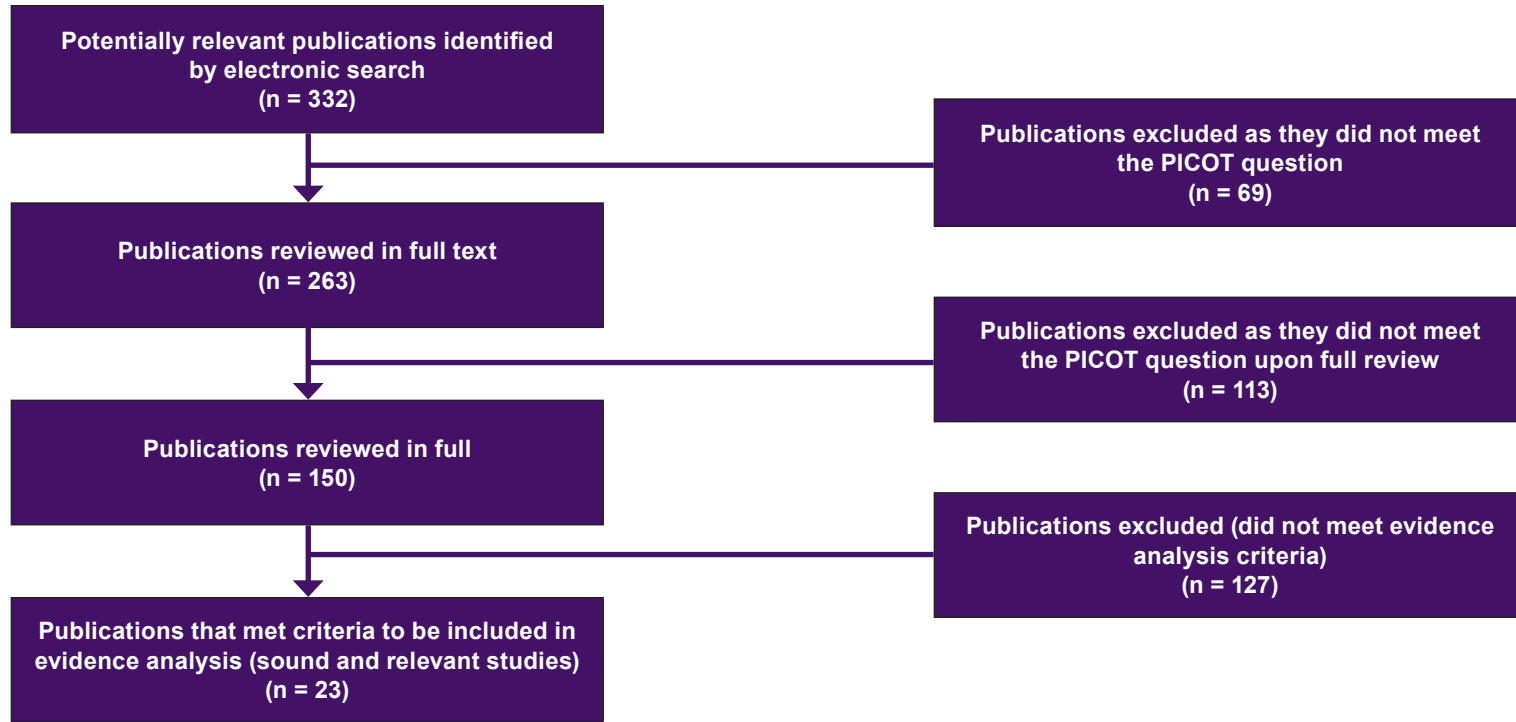 Potentially relevant publications identified
by electronic search
(n = 332)
Publications excluded as they did not meet
the PICOT question
(n = 69)
Publications reviewed in full text
(n = 263)
Publications excluded as they did not meet
the PICOT question upon full review
(n = 113)
Publications reviewed in full
(n = 150)
Publications excluded (did not meet evidence
analysis criteria)
(n = 127)
Publications that met criteria to be included in
evidence analysis (sound and relevant studies)
(n = 23)